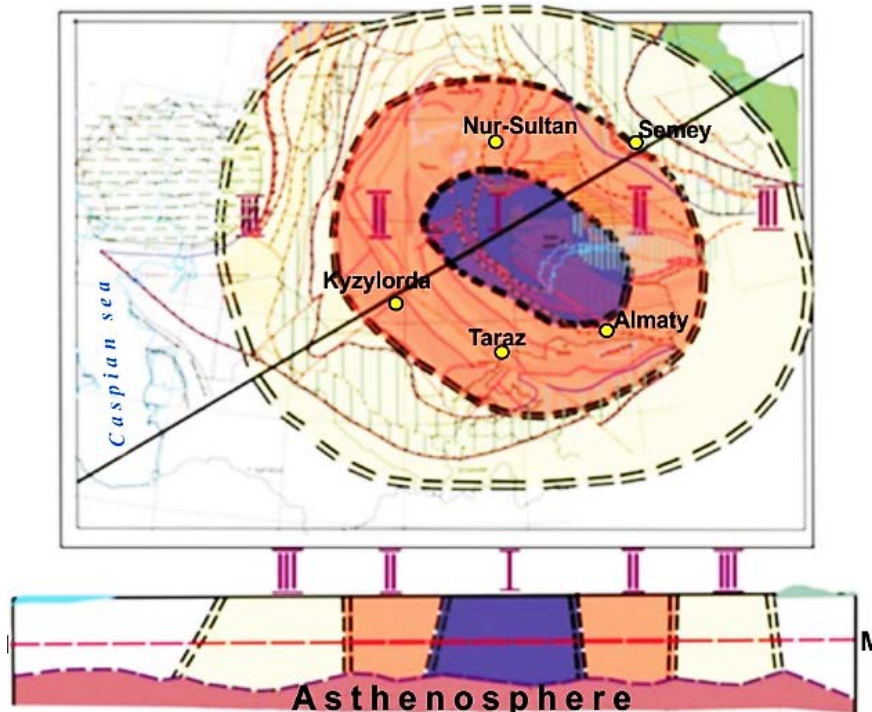 Nur-Sultan
Semey
III
II
I
II
III
Kyzylorda
Almaty
Taraz
Caspian sea
III
II
I
II
III
M
Asthenosphere